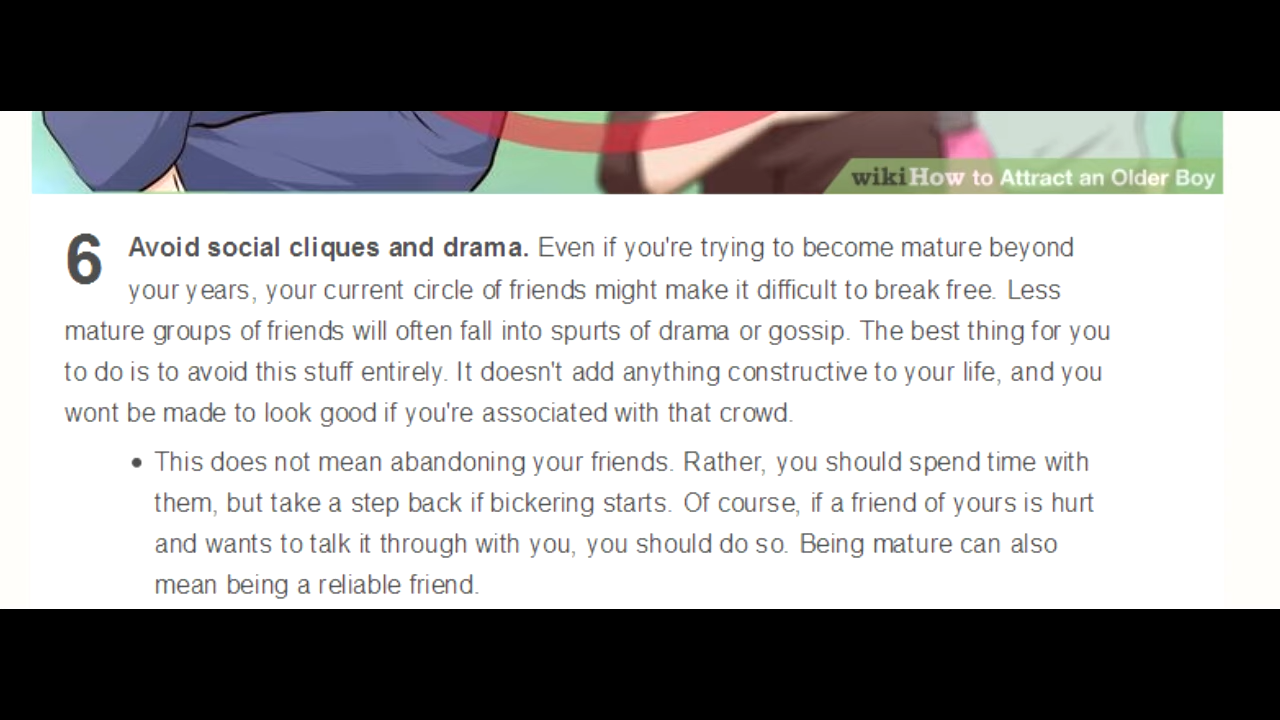 wikiHow to Attract an Older Boy
6 Avoid social cliques and drama. Even if you're trying to become mature beyond
your years, your current circle of friends might make it difficult to break free. Less
mature groups of friends will often fall into spurts of drama or gossip. The best thing for you
to do is to avoid this stuff entirely. It doesn't add anything constructive to your life, and you
wont be made to look good if you're associated with that crowd.
• This does not mean abandoning your friends. Rather, you should spend time with
them, but take a step back if bickering starts. Of course, if a friend of yours is hurt
and wants to talk it through with you, you should do so. Being mature can also
mean being a reliable friend.